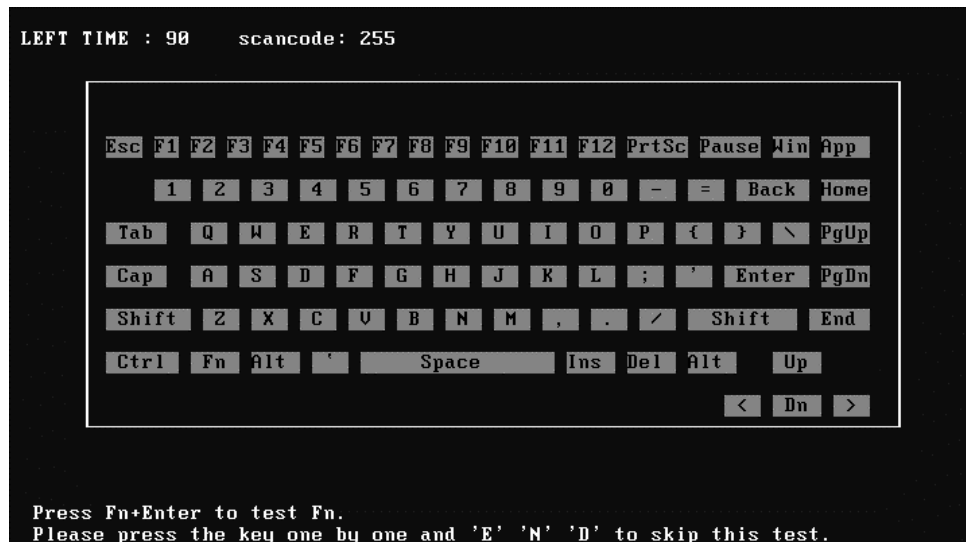 LEFT TIME : 90 scancode: 255
Esc F1 F2 F3 F4 F5 F6 F7 F8 F9 F10 F11 F12 PrtSc Pause Win App
1 2 3 4 5 6 7 8 9 0 - = Back Home
Tab Q W E R T Y U I O P { } \ PgUp
Cap A S D F G H J K L ; ' Enter PgDn
Shift Z X C V B N M , . / Shift End
Ctrl Fn Alt ‘ Space Ins Del Alt Up
< Dn >
Press Fn+Enter to test Fn.
Please press the key one by one and 'E' 'N' 'D' to skip this test.